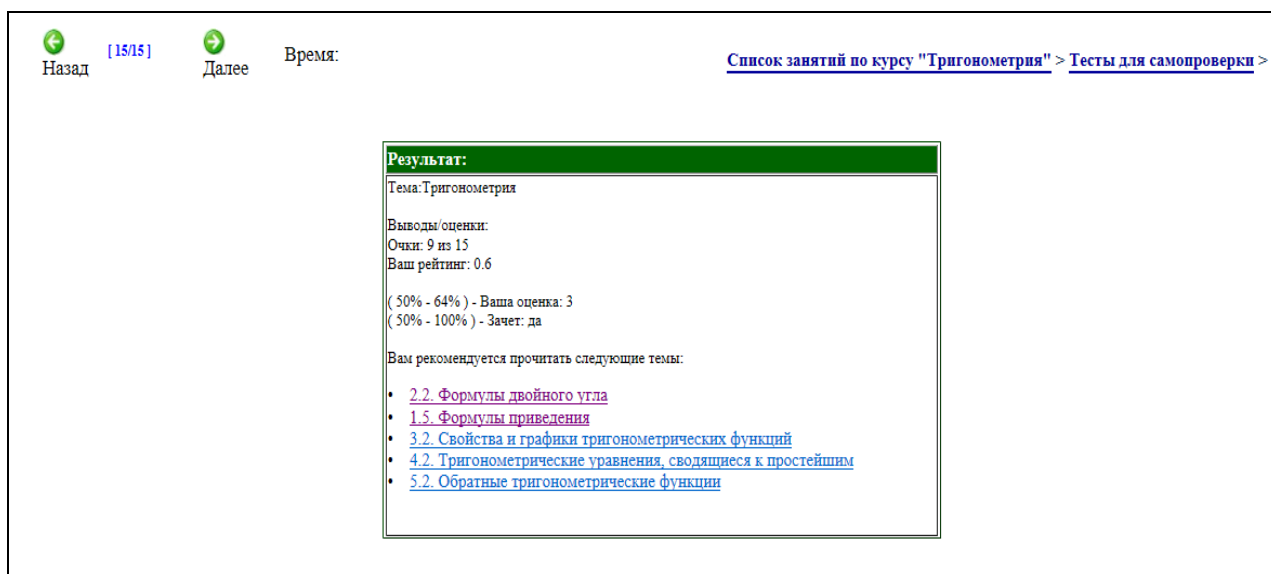 Назад
[ 15/15 ]
Далее
Время:
Список занятий по курсу "Тригонометрия" > Тесты для самопроверки >
Результат:
Тема:Тригонометрия
Выводы/оценки:
Очки: 9 из 15
Ваш рейтинг: 0.6
( 50% - 64% ) - Ваша оценка: 3
( 50% - 100% ) - Зачет: да
Вам рекомендуется прочитать следующие темы:
• 2.2. Формулы двойного угла
• 1.5. Формулы приведения
• 3.2. Свойства и графики тригонометрических функций
• 4.2. Тригонометрические уравнения, сводящиеся к простейшим
• 5.2. Обратные тригонометрические функции